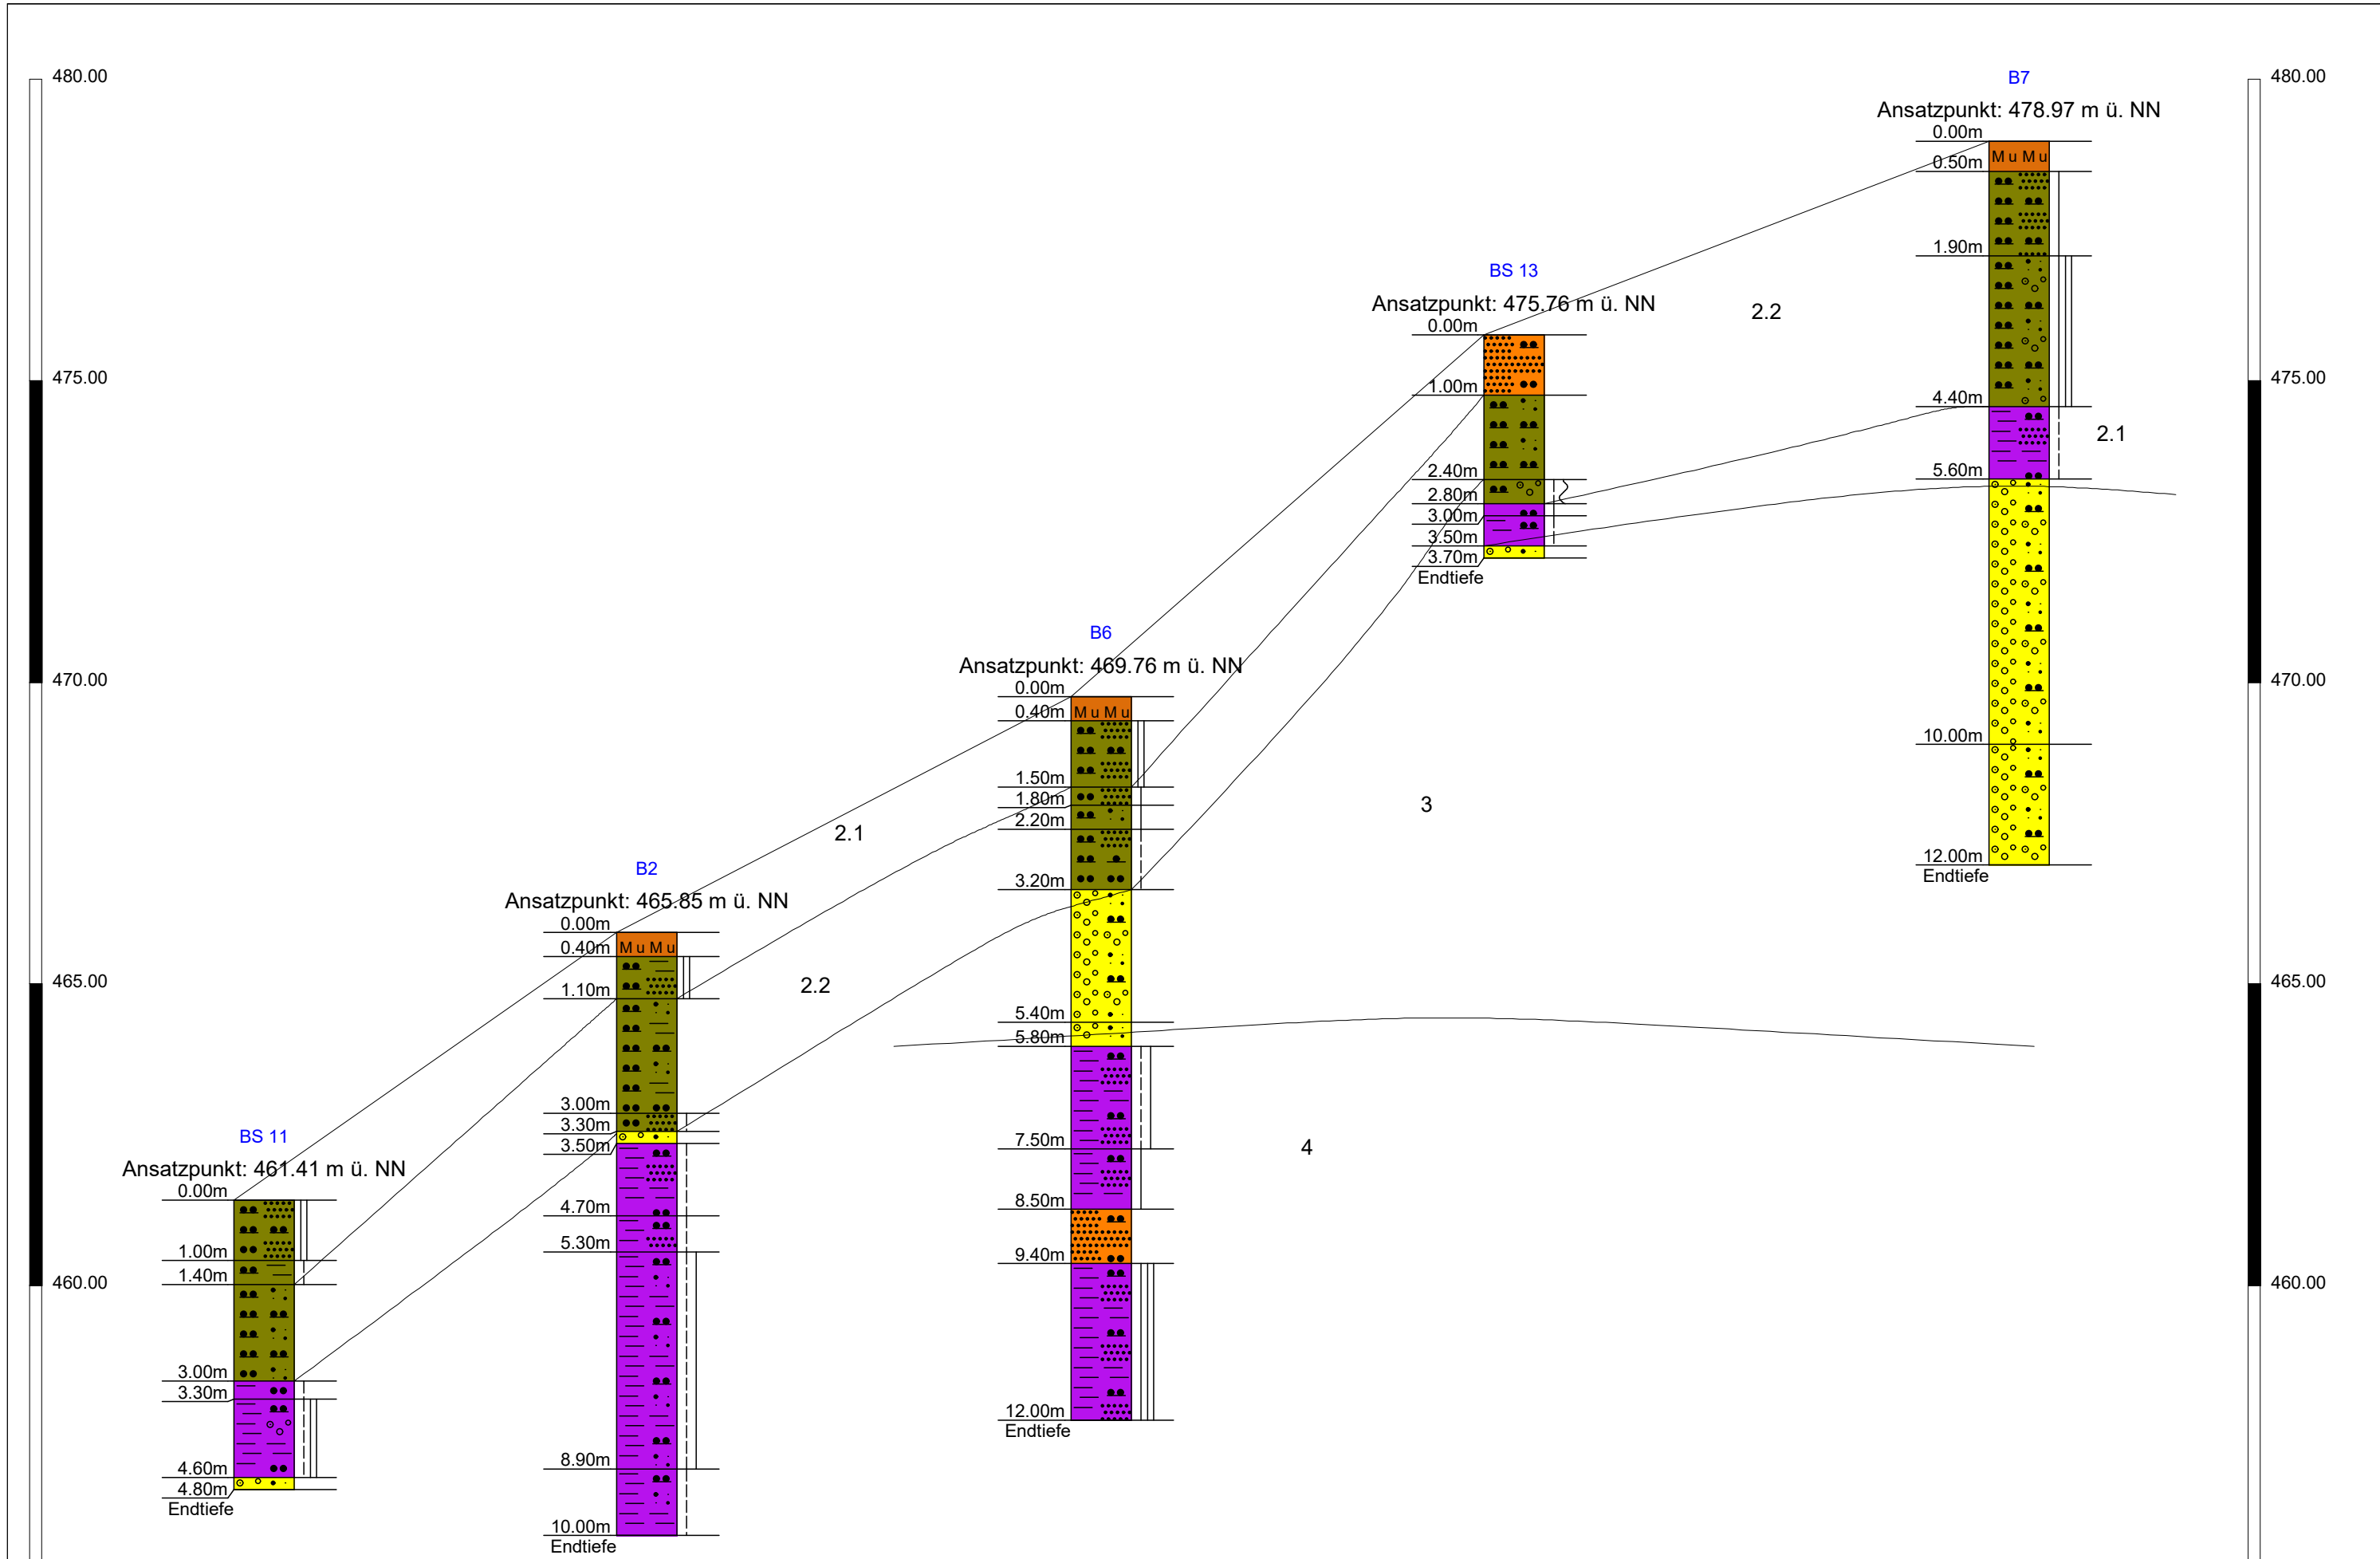 480.00
475.00
470.00
465.00
460.00
BS 11
Ansatzpunkt: 461.41 m ü. NN
0.00m
1.00m
1.40m
3.00m
3.30m
4.60m
4.80m
Endtiefe
B2
Ansatzpunkt: 465.85 m ü. NN
0.00m
0.40m
Mu Mu
1.10m
3.00m
3.30m
3.50m
4.70m
5.30m
8.90m
10.00m
Endtiefe
2.1
2.2
B6
Ansatzpunkt: 469.76 m ü. NN
0.00m
0.40m
Mu Mu
1.50m
1.80m
2.20m
3.20m
5.40m
5.80m
7.50m
8.50m
9.40m
12.00m
Endtiefe
3
4
BS 13
Ansatzpunkt: 475.76 m ü. NN
0.00m
1.00m
2.40m
2.80m
3.00m
3.50m
3.70m
Endtiefe
2.2
B7
Ansatzpunkt: 478.97 m ü. NN
0.00m
0.50m
Mu Mu
1.90m
4.40m
5.60m
10.00m
12.00m
Endtiefe
2.1
480.00
475.00
470.00
465.00
460.00